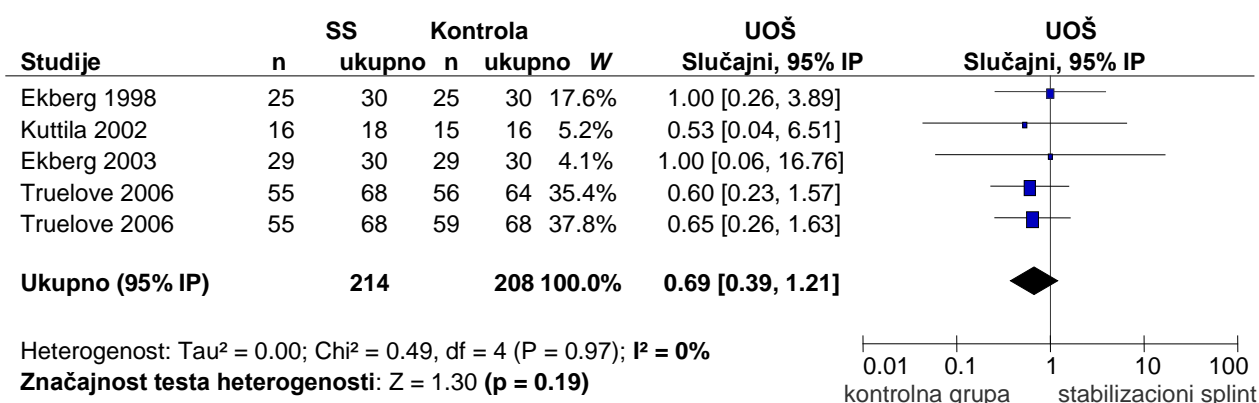 SS Kontrola UOŠ UOŠ
Studije n ukupno n ukupno W Slučajni, 95% IP Slučajni, 95% IP
Ekberg 1998 25 30 25 30 17.6% 1.00 [0.26, 3.89]
Kuttila 2002 16 18 15 16 5.2% 0.53 [0.04, 6.51]
Ekberg 2003 29 30 29 30 4.1% 1.00 [0.06, 16.76]
Truelove 2006 55 68 56 64 35.4% 0.60 [0.23, 1.57]
Truelove 2006 55 68 59 68 37.8% 0.65 [0.26, 1.63]
Ukupno (95% IP) 214 208 100.0% 0.69 [0.39, 1.21]
Heterogenost: Tau² = 0.00; Chi² = 0.49, df = 4 (P = 0.97); I² = 0%
Značajnost testa heterogenosti: Z = 1.30 (p = 0.19)
0.01 0.1 1 10 100
kontrolna grupa stabilizacioni splint